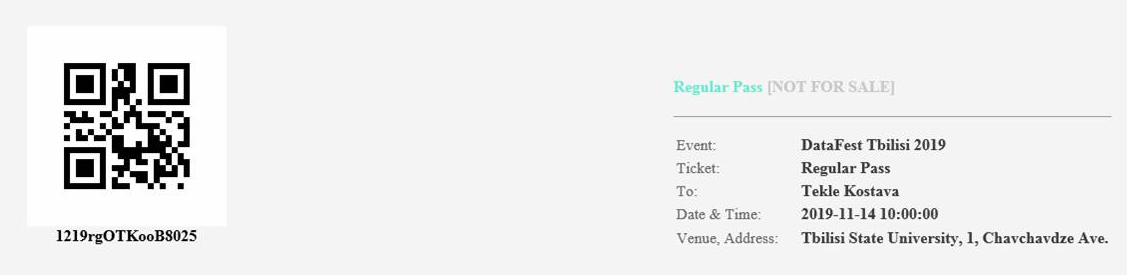 1219rgOTKooB8025
Regular Pass [NOT FOR SALE]
Event: DataFest Tbilisi 2019
Ticket: Regular Pass
To: Tekle Kostava
Date & Time: 2019-11-14 10:00:00
Venue, Address: Tbilisi State University, 1, Chavchavdze Ave.